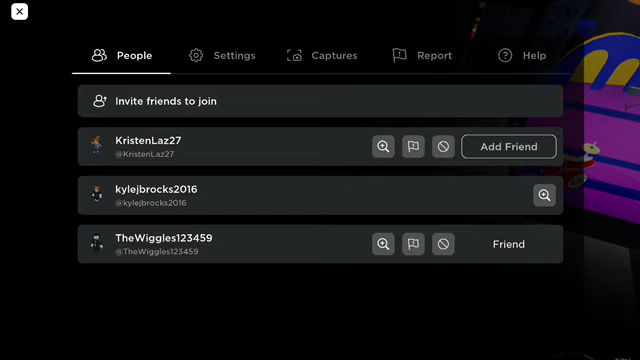 People
Settings
Captures
Report
Help
Invite friends to join
KristenLaz27
@KristenLaz27
Add Friend
kylejbrocks2016
@kylejbrocks2016
TheWiggles123459
@TheWiggles123459
Friend